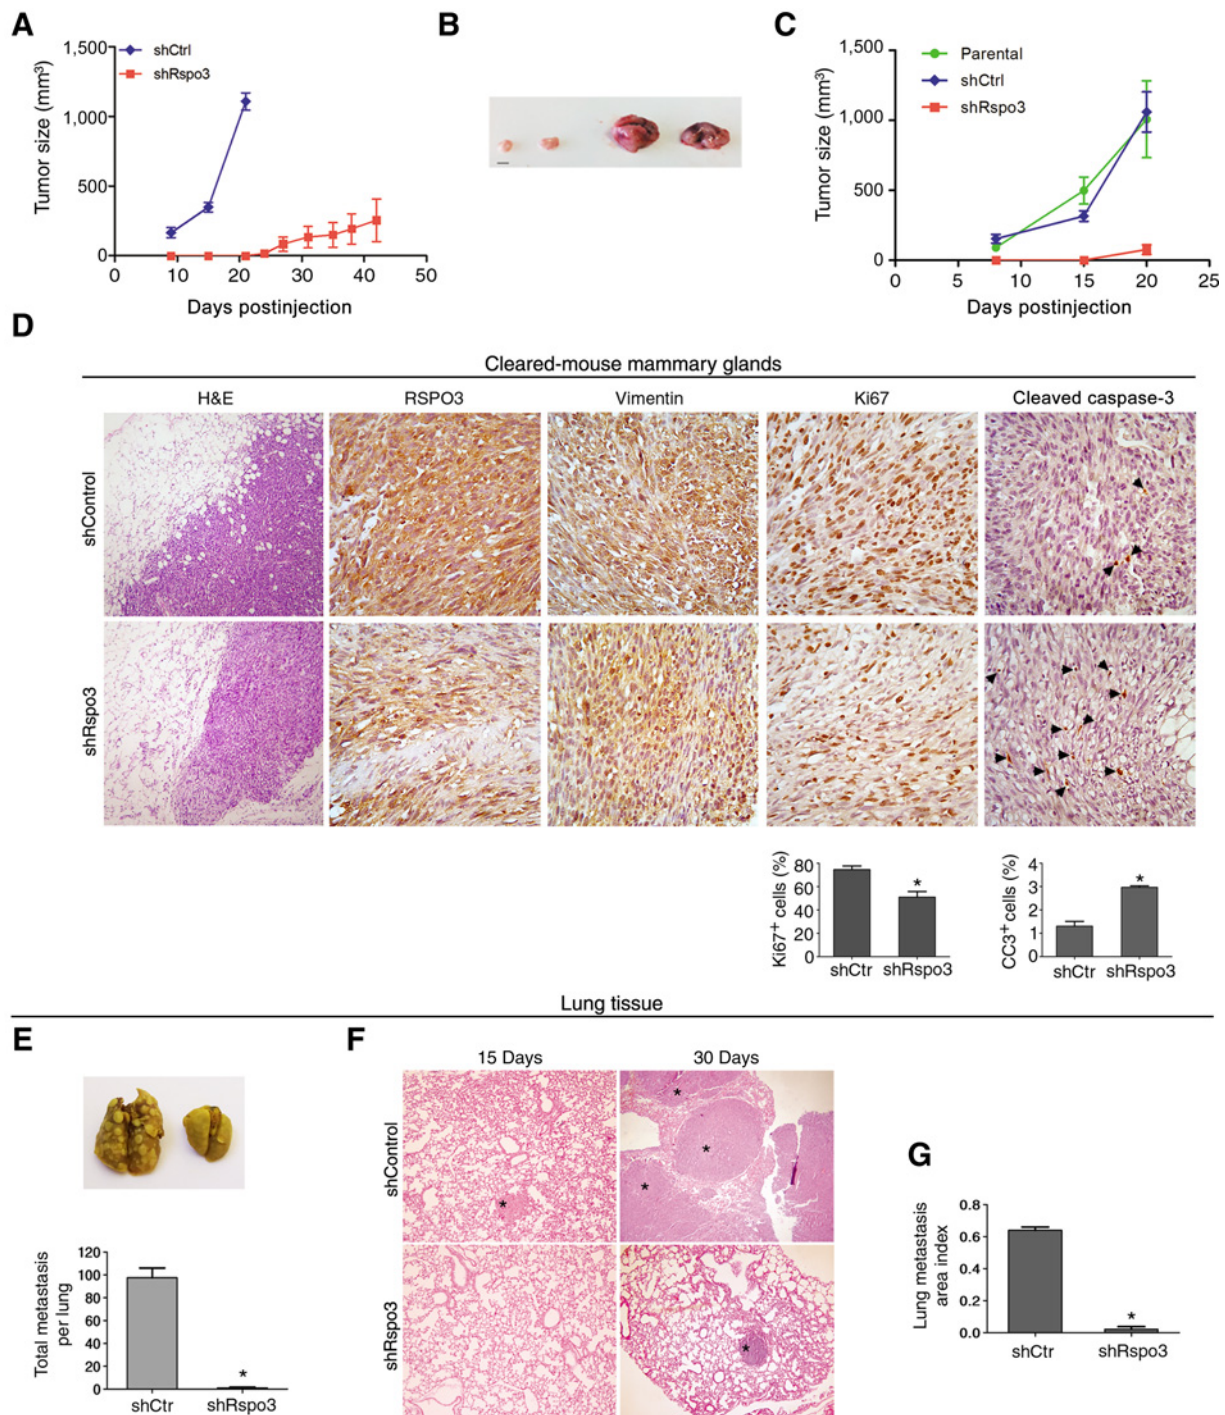 A
shCtrl
shRspo3
1,500
1,000
500
0
Tumor size (mm³)
0 10 20 30 40 50
Days postinjection
B
C
Parental
shCtrl
shRspo3
1,500
1,000
500
0
Tumor size (mm³)
0 5 10 15 20 25
Days postinjection
D
Cleared-mouse mammary glands
H&E RSPO3 Vimentin Ki67 Cleaved caspase-3
shControl
shRspo3
Ki67⁺ cells (%)
80
60
40
20
0
*
shCtr shRspo3
CC3⁺ cells (%)
4
3
2
1
0
*
shCtr shRspo3
Lung tissue
E
Total metastasis
per lung
120
100
80
60
40
20
0
*
shCtr shRspo3
F
15 Days 30 Days
shControl
* * * *
shRspo3
*
G
Lung metastasis
area index
0.8
0.6
0.4
0.2
0.0
*
shCtr shRspo3